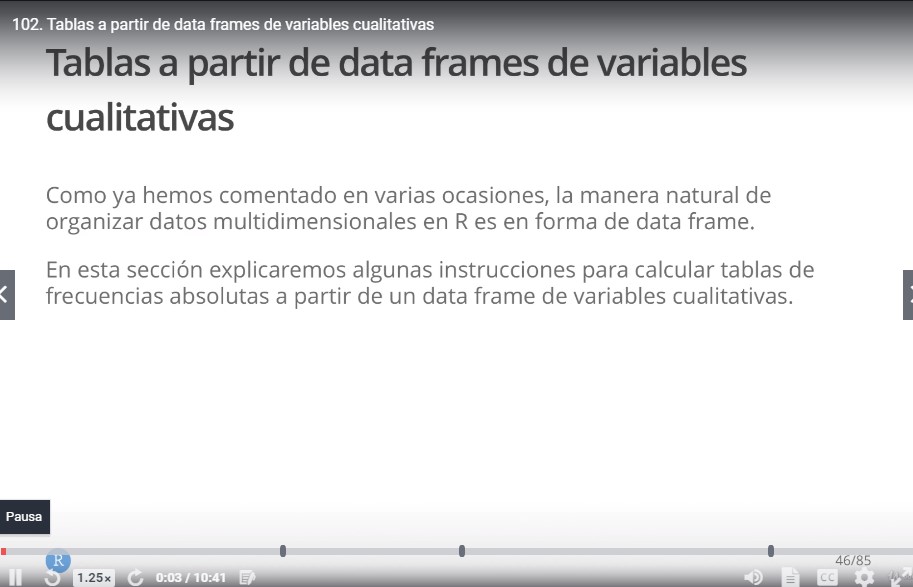 102. Tablas a partir de data frames de variables cualitativas
Tablas a partir de data frames de variables
cualitativas
Como ya hemos comentado en varias ocasiones, la manera natural de
organizar datos multidimensionales en R es en forma de data frame.
En esta sección explicaremos algunas instrucciones para calcular tablas de
frecuencias absolutas a partir de un data frame de variables cualitativas.
Pausa
R
46/85
1.25×
0:03 / 10:41
CC